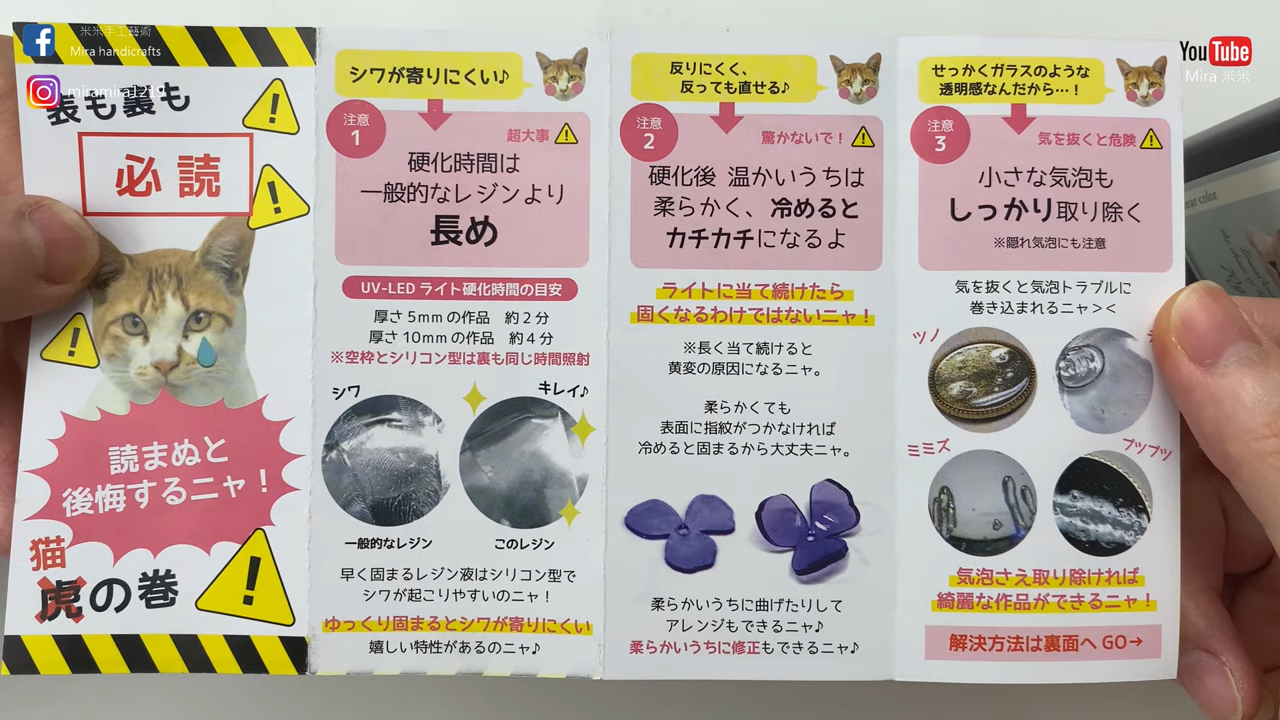 米米手工藝術
Mira handicrafts
miramira1219
YouTube
Mira 米米
表も裏も
必読
読まぬと
後悔するニャ！
猫
虎の巻
シワが寄りにくい♪
注意
1
超大事
硬化時間は
一般的なレジンより
長め
UV-LED ライト硬化時間の目安
厚さ5mmの作品 約2分
厚さ10mmの作品 約4分
※空枠とシリコン型は裏も同じ時間照射
シワ
キレイ♪
一般的なレジン
このレジン
早く固まるレジン液はシリコン型で
シワが起こりやすいのニャ！
ゆっくり固まるとシワが寄りにくい
嬉しい特性があるのニャ♪
反りにくく、
反っても直せる♪
注意
2
驚かないで！
硬化後 温かいうちは
柔らかく、冷めると
カチカチになるよ
ライトに当て続けたら
固くなるわけではないニャ！
※長く当て続けると
黄変の原因になるニャ。
柔らかくても
表面に指紋がつかなければ
冷めると固まるから大丈夫ニャ。
柔らかいうちに曲げたりして
アレンジもできるニャ♪
柔らかいうちに修正もできるニャ♪
せっかくガラスのような
透明感なんだから…！
注意
3
気を抜くと危険
小さな気泡も
しっかり取り除く
※隠れ気泡にも注意
気を抜くと気泡トラブルに
巻き込まれるニャ＞＜
ツノ
ミミズ
ブツブツ
気泡さえ取り除ければ
綺麗な作品ができるニャ！
解決方法は裏面へ GO→